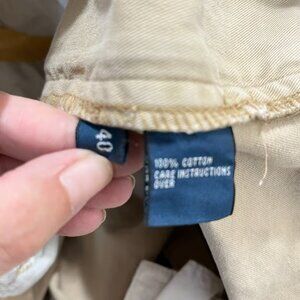 40
100% COTTON
CARE INSTRUCTIONS
OVER